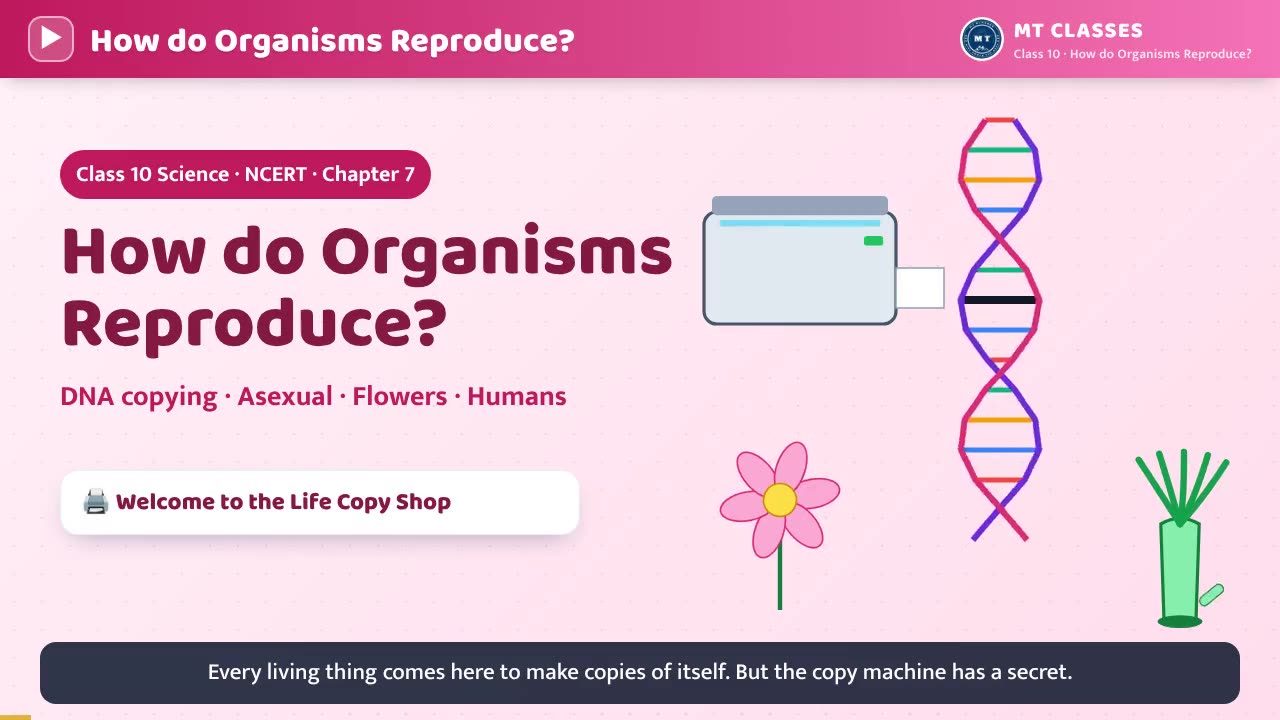 How do Organisms Reproduce?
MT
MT CLASSES
Class 10 · How do Organisms Reproduce?
Class 10 Science · NCERT · Chapter 7
How do Organisms
Reproduce?
DNA copying · Asexual · Flowers · Humans
Welcome to the Life Copy Shop
Every living thing comes here to make copies of itself. But the copy machine has a secret.